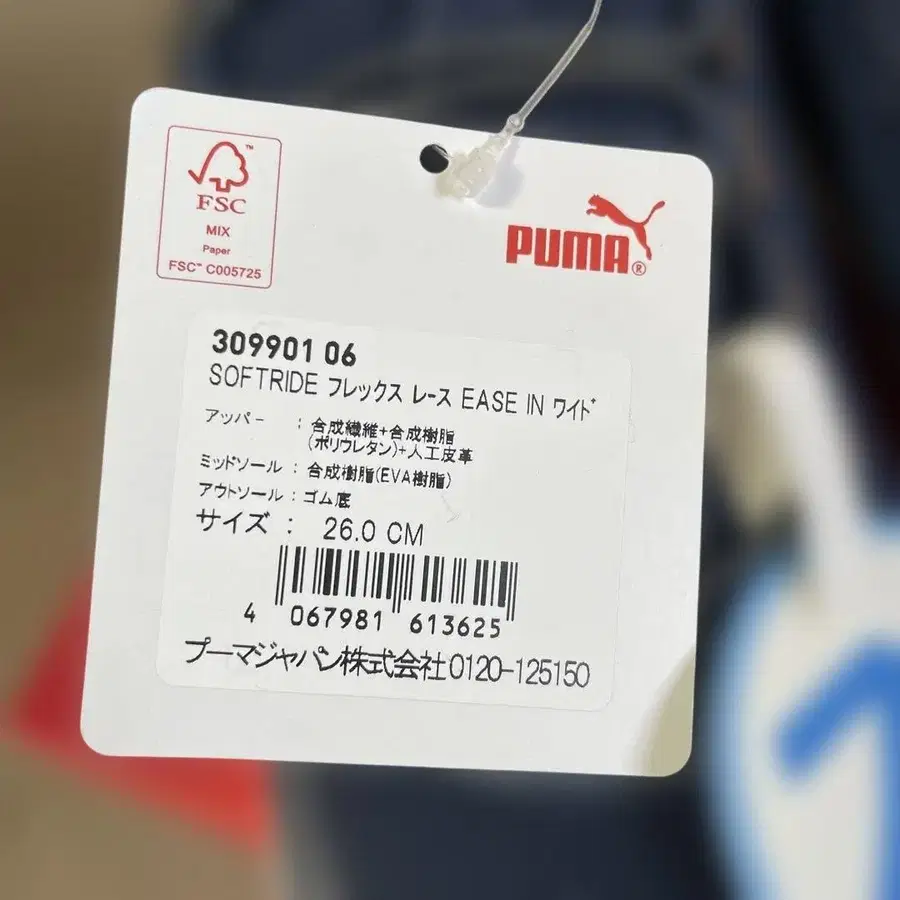 FSC
MIX
Paper
FSC™ C005725
PUMA®
309901 06
SOFTRIDE フレックス レース EASE IN ワイド
アッパー : 合成繊維+合成樹脂
(ポリウレタン)+人工皮革
ミッドソール : 合成樹脂(EVA樹脂)
アウトソール : ゴム底
サイズ : 26.0 CM
4 067981 613625
プーマジャパン株式会社 0120-125150